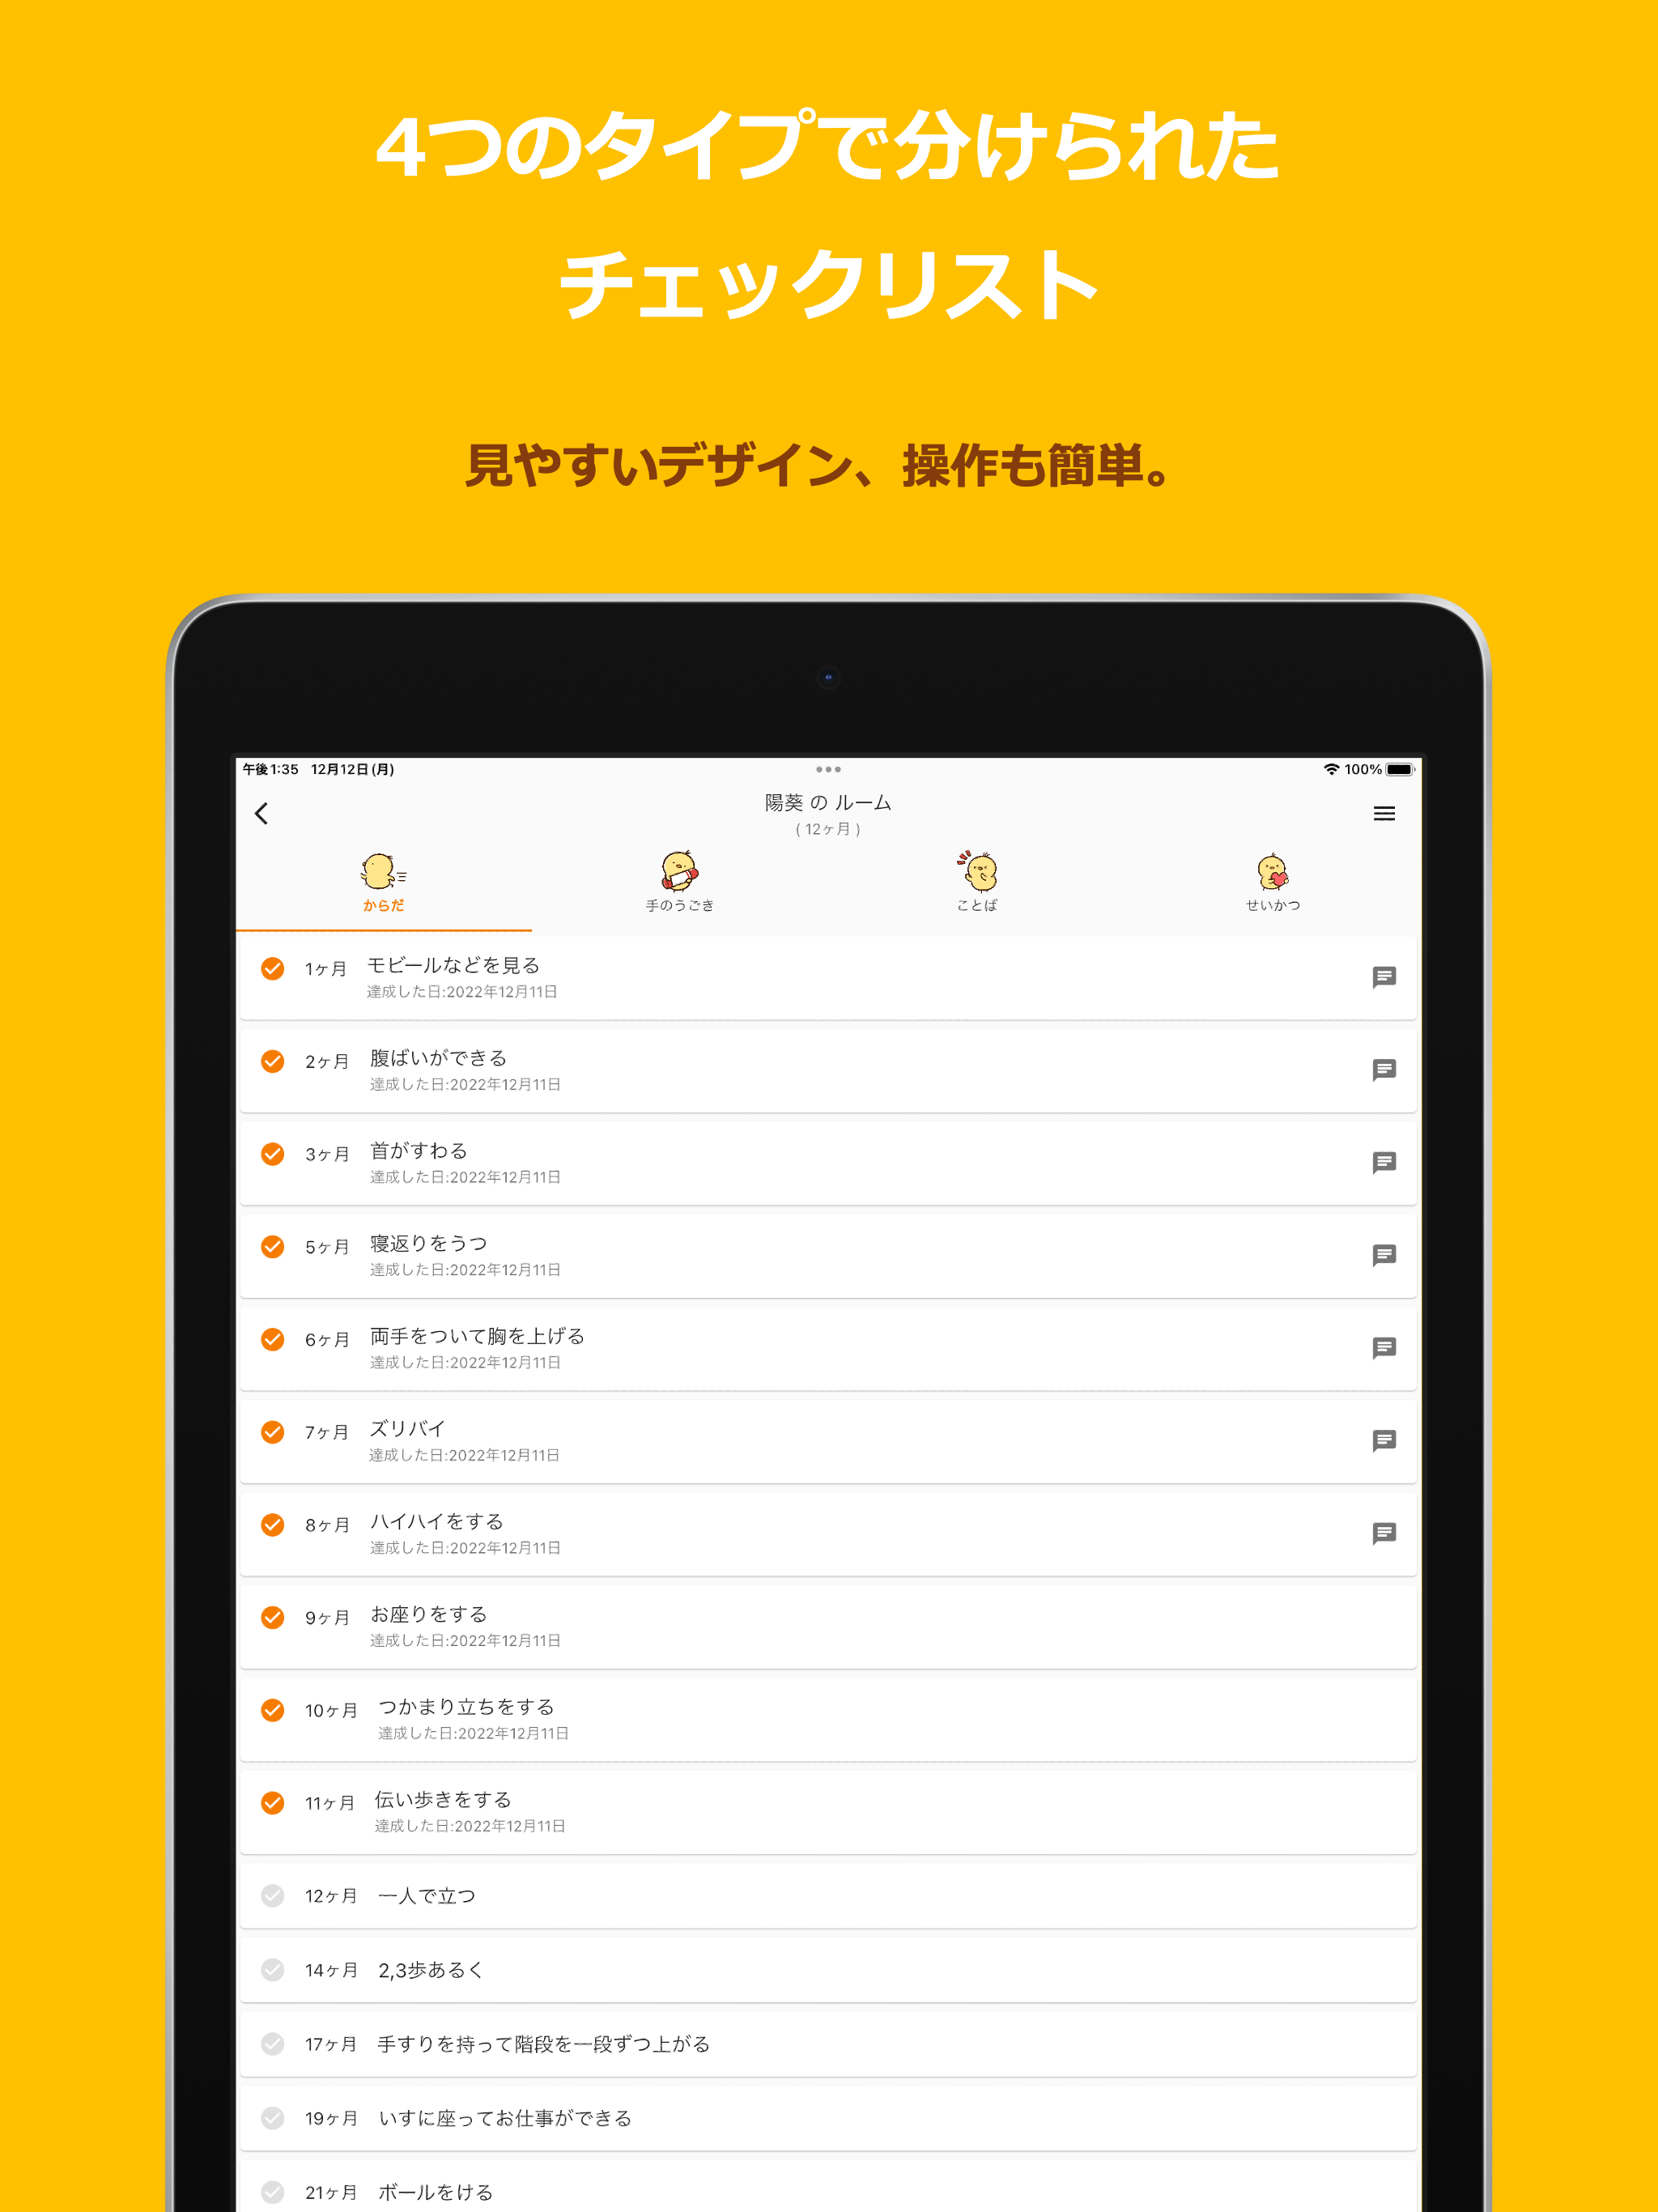 4つのタイプで分けられた
チェックリスト
見やすいデザイン、操作も簡単。
午後1:35 12月12日(月)
100%
陽葵 の ルーム
( 12ヶ月 )
からだ
手のうごき
ことば
せいかつ
1ヶ月 モビールなどを見る
達成した日:2022年12月11日
2ヶ月 腹ばいができる
達成した日:2022年12月11日
3ヶ月 首がすわる
達成した日:2022年12月11日
5ヶ月 寝返りをうつ
達成した日:2022年12月11日
6ヶ月 両手をついて胸を上げる
達成した日:2022年12月11日
7ヶ月 ズリバイ
達成した日:2022年12月11日
8ヶ月 ハイハイをする
達成した日:2022年12月11日
9ヶ月 お座りをする
達成した日:2022年12月11日
10ヶ月 つかまり立ちをする
達成した日:2022年12月11日
11ヶ月 伝い歩きをする
達成した日:2022年12月11日
12ヶ月 一人で立つ
14ヶ月 2,3歩あるく
17ヶ月 手すりを持って階段を一段ずつ上がる
19ヶ月 いすに座ってお仕事ができる
21ヶ月 ボールをける